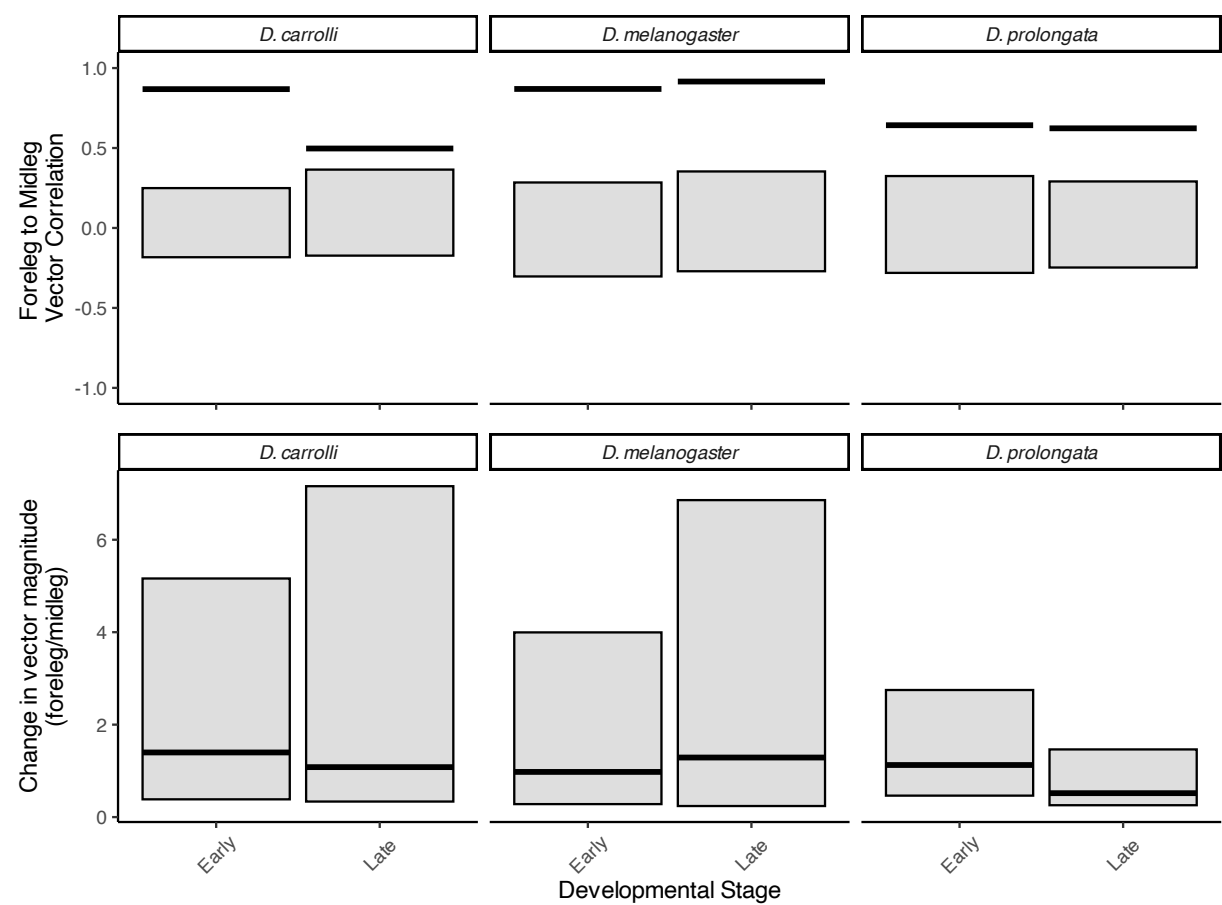 D. carrolli
D. melanogaster
D. prolongata
Foreleg to Midleg
Vector Correlation
1.0
0.5
0.0
-0.5
-1.0
D. carrolli
D. melanogaster
D. prolongata
Change in vector magnitude
(foreleg/midleg)
6
4
2
0
Early
Late
Early
Late
Early
Late
Developmental Stage